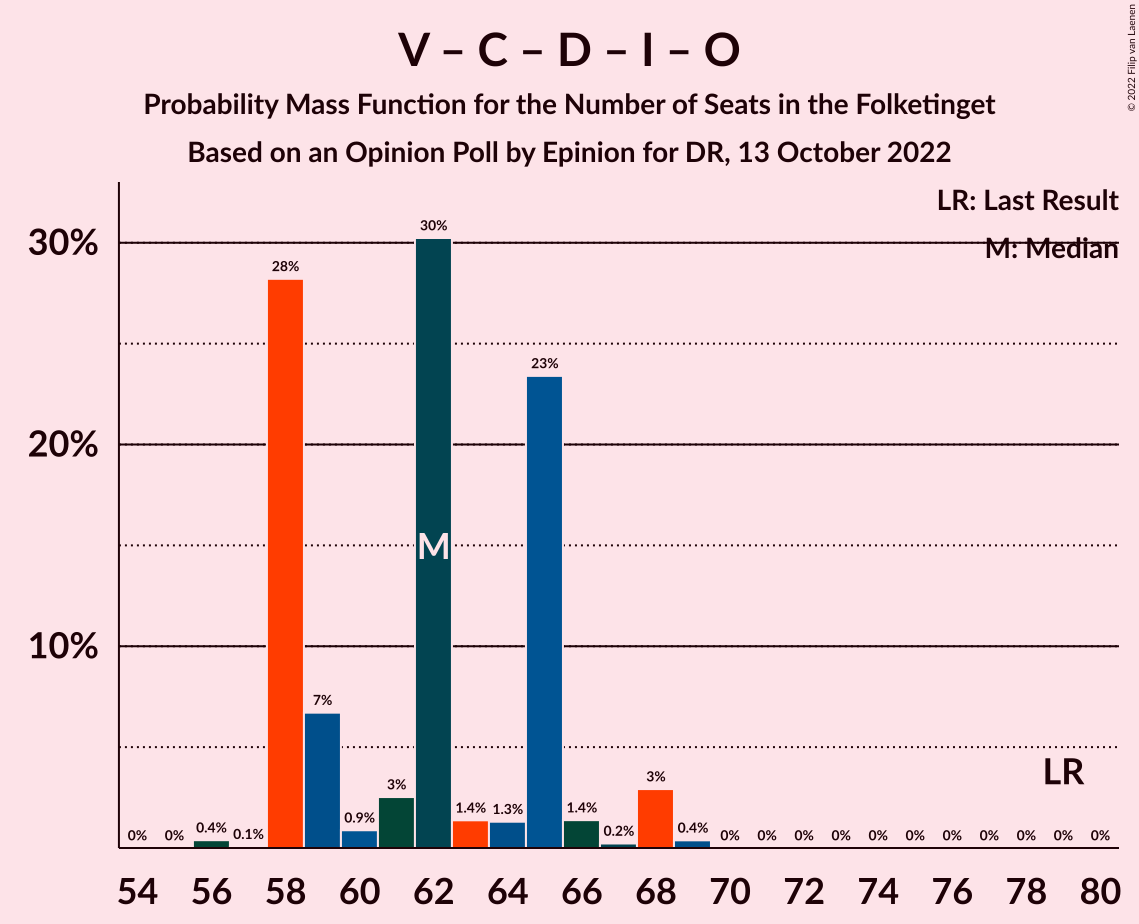 V – C – D – I – O
Probability Mass Function for the Number of Seats in the Folketinget
Based on an Opinion Poll by Epinion for DR, 13 October 2022
© 2022 Filip van Laenen
LR: Last Result
M: Median
30%
20%
10%
0% 0% 0.4% 0.1% 28% 7% 0.9% 3% 30% 1.4% 1.3% 23% 1.4% 0.2% 3% 0.4% 0% 0% 0% 0% 0% 0% 0% 0% 0% 0% 0%
M
LR
54 56 58 60 62 64 66 68 70 72 74 76 78 80